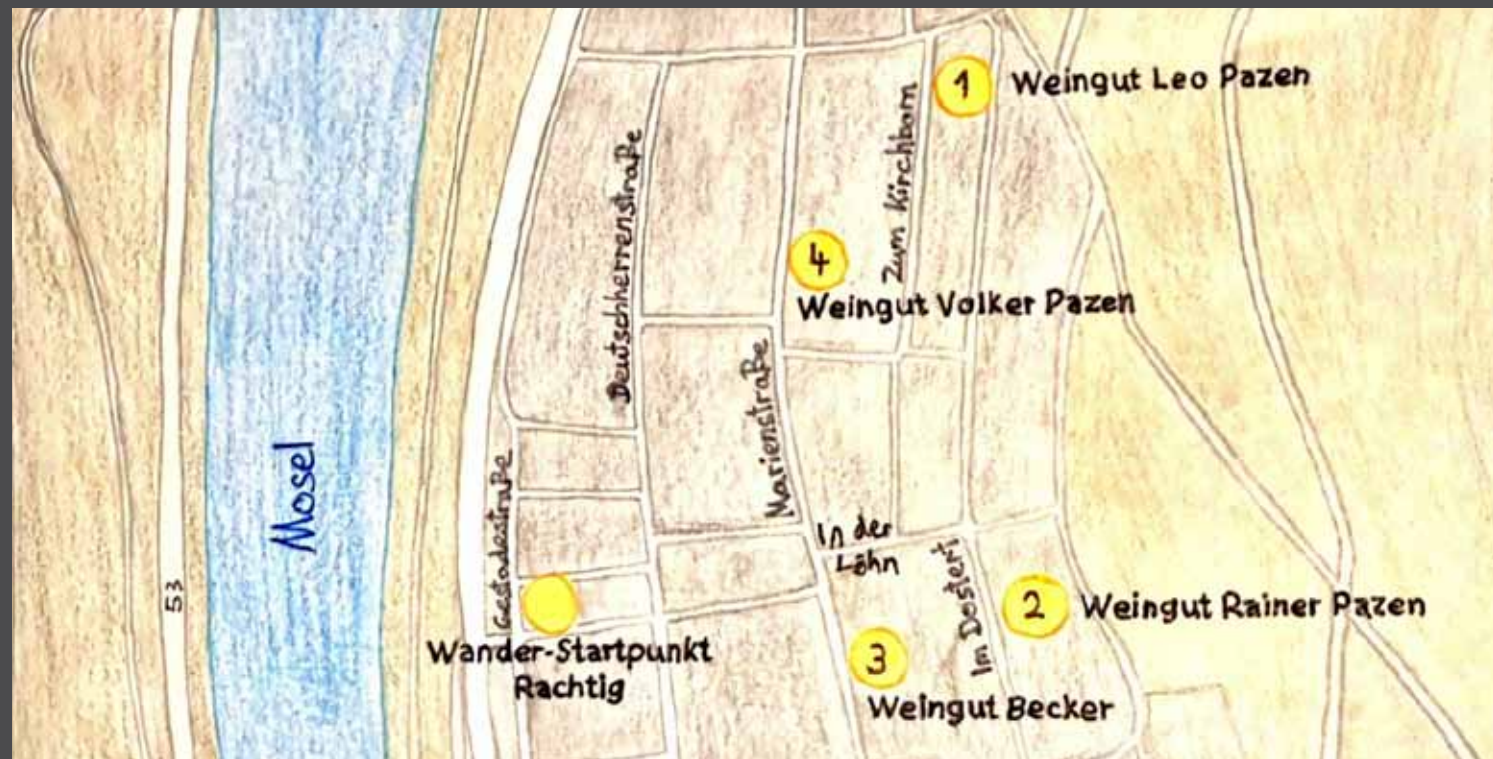 1 Weingut Leo Pazen
Deutschherrenstraße
Zum Kirchborn
4
Weingut Volker Pazen
Marienstraße
Mosel
Gestadestraße
In der
Löhn
Im Dostert
53
2 Weingut Rainer Pazen
Wander-Startpunkt
Rachtig
3
Weingut Becker